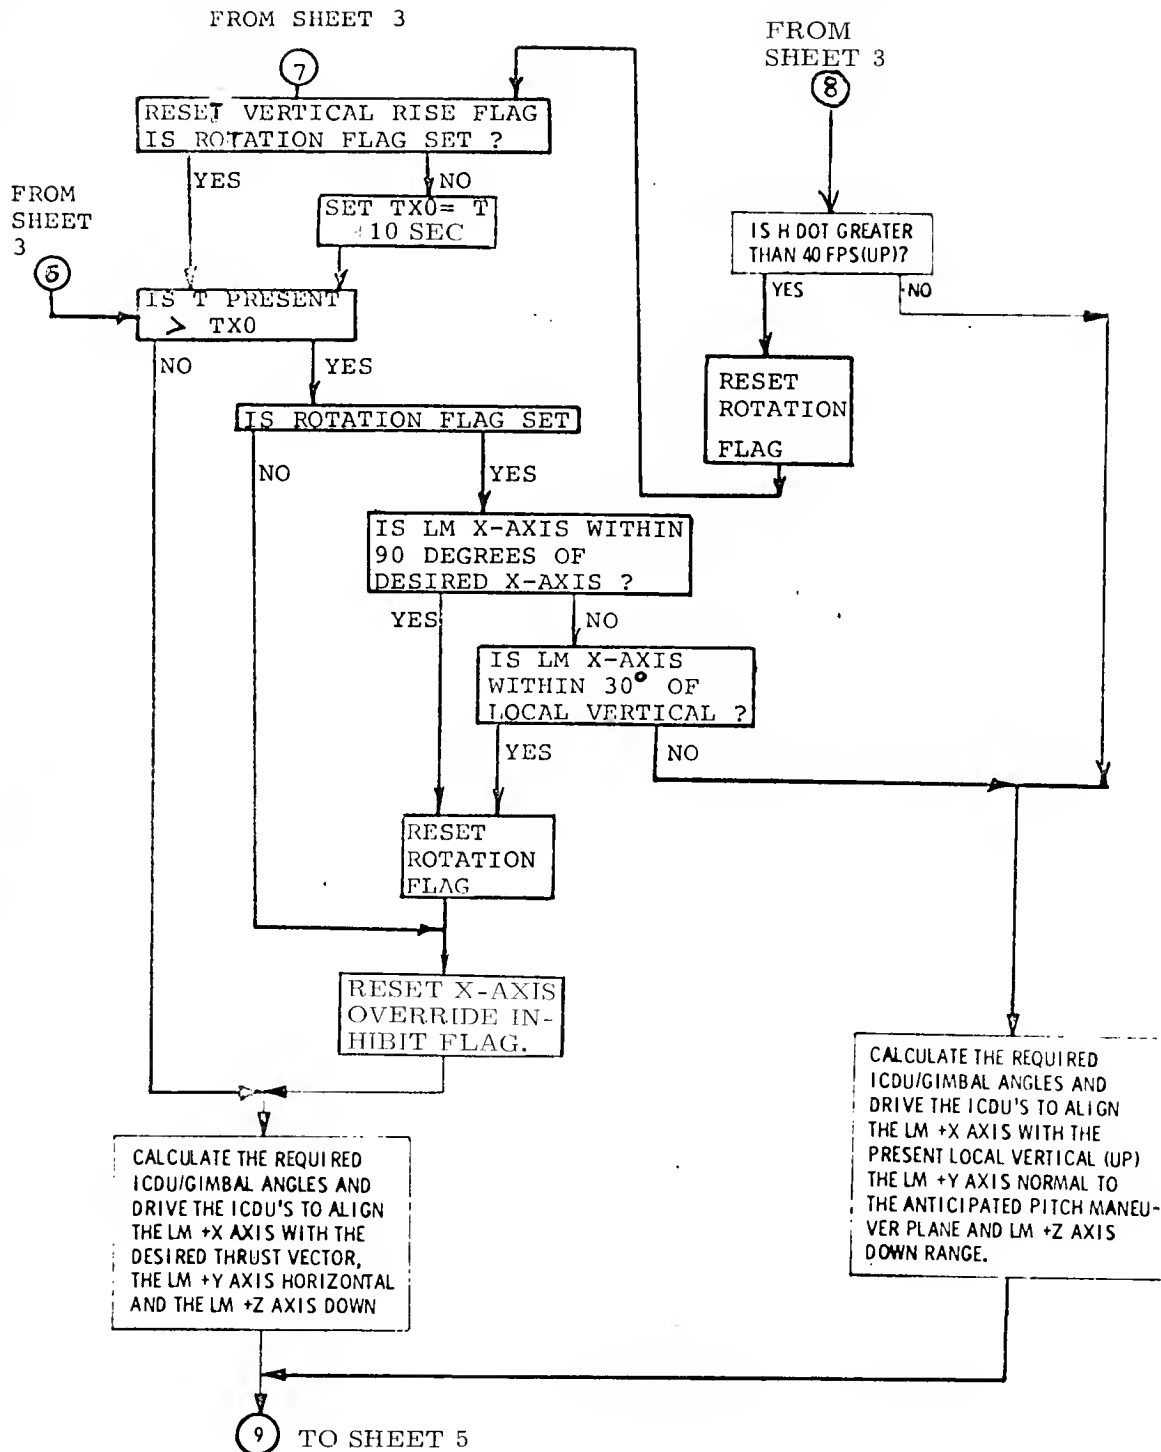 FROM SHEET 3
7
RESET VERTICAL RISE FLAG
IS ROTATION FLAG SET ?
YES
NO
SET TX0= T
+10 SEC
FROM
SHEET
3
IS T PRESENT
> TX0
NO
YES
IS ROTATION FLAG SET
NO
YES
IS LM X-AXIS WITHIN
90 DEGREES OF
DESIRED X-AXIS ?
YES
NO
IS LM X-AXIS
WITHIN 30° OF
LOCAL VERTICAL ?
YES
NO
RESET
ROTATION
FLAG
RESET X-AXIS
OVERRIDE IN-
HIBIT FLAG.
CALCULATE THE REQUIRED
ICDU/GIMBAL ANGLES AND
DRIVE THE ICDU'S TO ALIGN
THE LM +X AXIS WITH THE
DESIRED THRUST VECTOR,
THE LM +Y AXIS HORIZONTAL
AND THE LM +Z AXIS DOWN
9
TO SHEET 5
FROM
SHEET 3
8
IS H DOT GREATER
THAN 40 FPS(UP)?
YES
NO
RESET
ROTATION
FLAG
CALCULATE THE REQUIRED
ICDU/GIMBAL ANGLES AND
DRIVE THE ICDU'S TO ALIGN
THE LM +X AXIS WITH THE
PRESENT LOCAL VERTICAL (UP)
THE LM +Y AXIS NORMAL TO
THE ANTICIPATED PITCH MANEU-
VER PLANE AND LM +Z AXIS
DOWN RANGE.